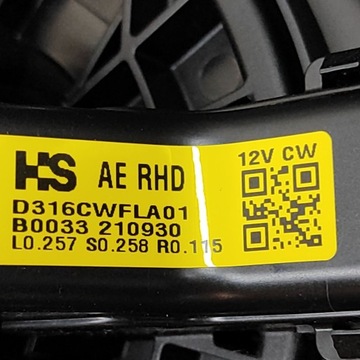 HS AE RHD 12V CW
D316CWFLA01
B0033 210930
L0.257 S0.258 R0.115